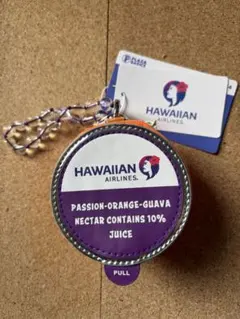 HAWAIIAN
AIRLINES
HAWAIIAN
AIRLINES.
PASSION-ORANGE-GUAVA
NECTAR CONTAINS 10%
JUICE
PULL